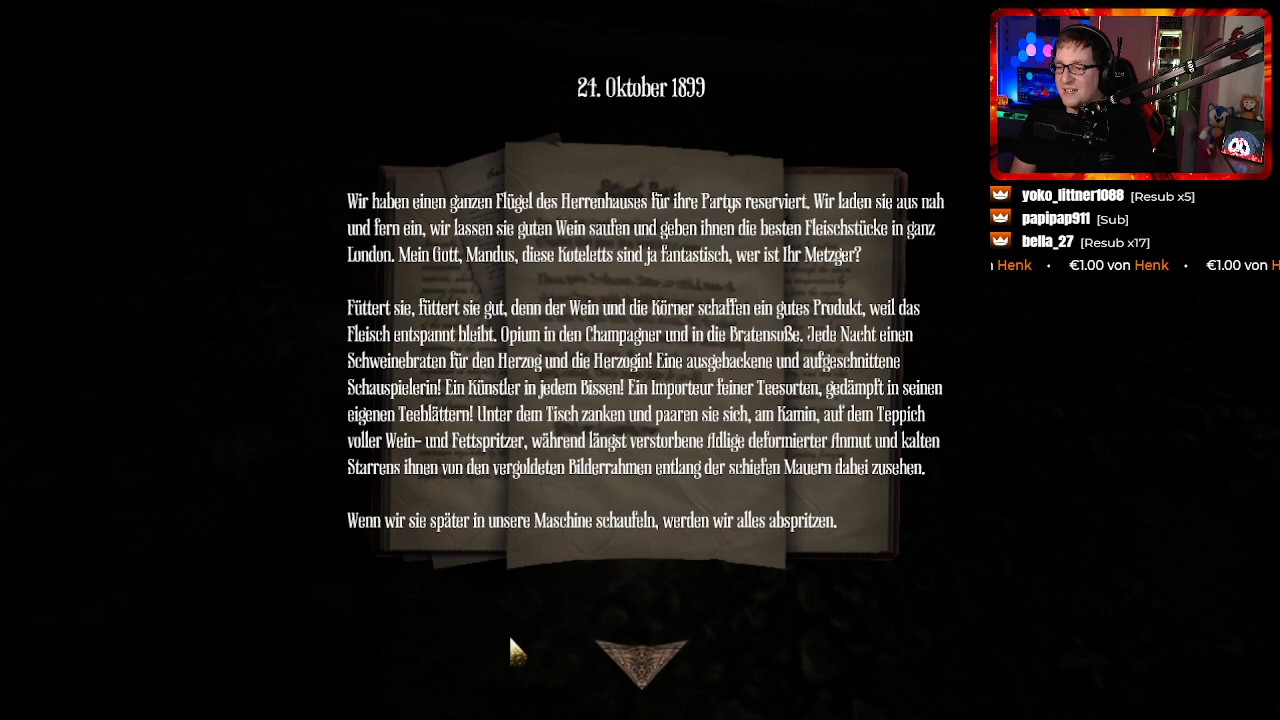 24. Oktober 1899
Wir haben einen ganzen Flügel des Herrenhauses für ihre Partys reserviert. Wir laden sie aus nah
und fern ein, wir lassen sie guten Wein saufen und geben ihnen die besten Fleischstücke in ganz
London. Mein Gott, Mandus, diese Koteletts sind ja fantastisch, wer ist Ihr Metzger?
Füttert sie, füttert sie gut, denn der Wein und die Körner schaffen ein gutes Produkt, weil das
Fleisch entspannt bleibt. Opium in den Champagner und in die Bratensoße. Jede Nacht einen
Schweinebraten für den Herzog und die Herzogin! Eine ausgebackene und aufgeschnittene
Schauspielerin! Ein Künstler in jedem Bissen! Ein Importeur feiner Teesorten, gedämpft in seinen
eigenen Teeblättern! Unter dem Tisch zanken und paaren sie sich, am Kamin, auf dem Teppich
voller Wein- und Fettspritzer, während längst verstorbene Adlige deformierter Anmut und kalten
Starrens ihnen von den vergoldeten Bilderrahmen entlang der schiefen Mauern dabei zusehen.
Wenn wir sie später in unsere Maschine schaufeln, werden wir alles abspritzen.
yoko_littner1088 [Resub x5]
papipap911 [Sub]
bella_27 [Resub x17]
n Henk • €1.00 von Henk • €1.00 von H